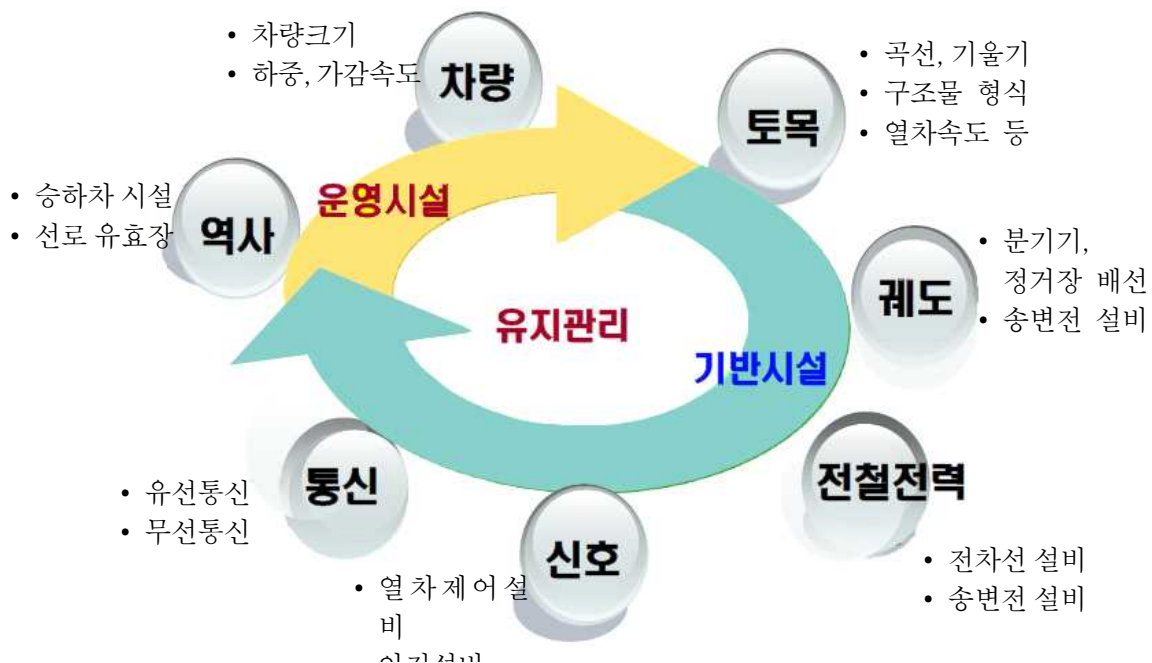 • 차량크기
• 하중, 가감속도
차량
• 곡선, 기울기
• 구조물 형식
• 열차속도 등
토목
• 승하차 시설
• 선로 유효장
역사
운영시설
• 분기기,
정거장 배선
• 송변전 설비
궤도
유지관리
기반시설
• 유선통신
• 무선통신
통신
전철전력
• 전차선 설비
• 송변전 설비
신호
• 열차제어설
비